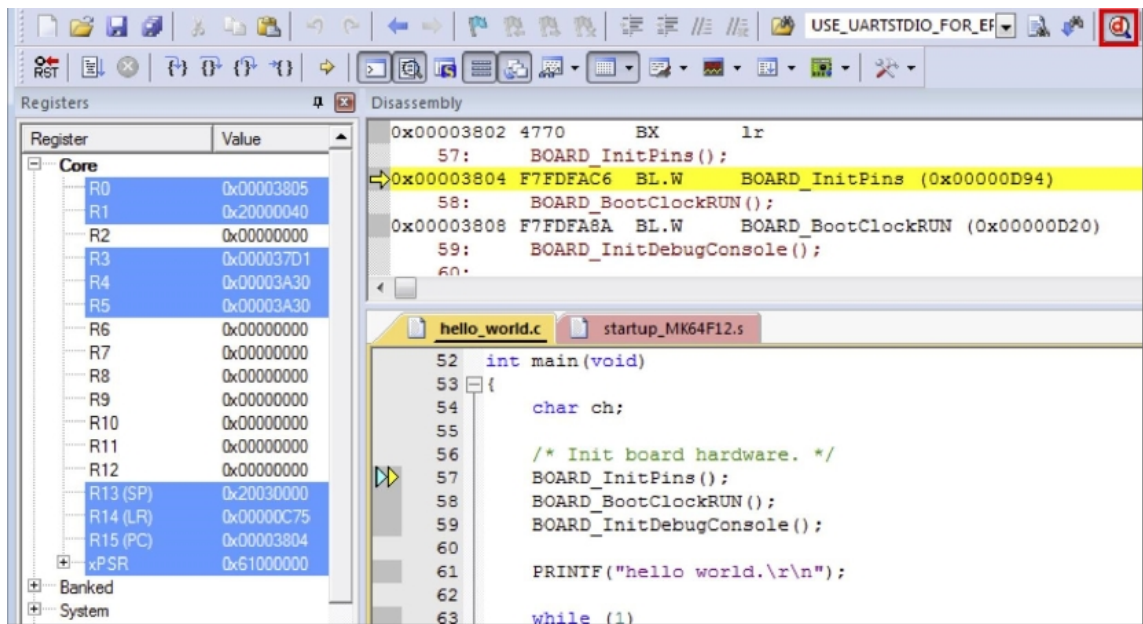 USE_UARTSTDIO_FOR_EF
RST
Registers
Register Value
Core
R0 0x00003805
R1 0x20000040
R2 0x00000000
R3 0x000037D1
R4 0x00003A30
R5 0x00003A30
R6 0x00000000
R7 0x00000000
R8 0x00000000
R9 0x00000000
R10 0x00000000
R11 0x00000000
R12 0x00000000
R13 (SP) 0x20030000
R14 (LR) 0x00000C75
R15 (PC) 0x00003804
xPSR 0x61000000
Banked
System
Disassembly
0x00003802 4770 BX lr
57: BOARD_InitPins();
0x00003804 F7FDFAC6 BL.W BOARD_InitPins (0x00000D94)
58: BOARD_BootClockRUN();
0x00003808 F7FDFA8A BL.W BOARD_BootClockRUN (0x00000D20)
59: BOARD_InitDebugConsole();
60:
hello_world.c startup_MK64F12.s
52 int main(void)
53 {
54 char ch;
55
56 /* Init board hardware. */
57 BOARD_InitPins();
58 BOARD_BootClockRUN();
59 BOARD_InitDebugConsole();
60
61 PRINTF("hello world.\r\n");
62
63 while (1)